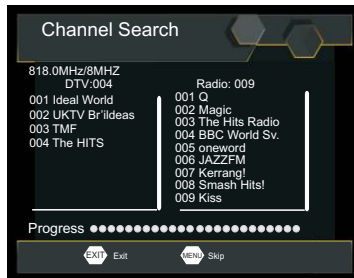 Channel Search
818.0MHz/8MHZ
DTV:004
001 Ideal World
002 UKTV Br'ildeas
003 TMF
004 The HITS
Radio: 009
001 Q
002 Magic
003 The Hits Radio
004 BBC World Sv.
005 oneword
006 JAZZFM
007 Kerrang!
008 Smash Hits!
009 Kiss
Progress
EXIT Exit
MENU Skip